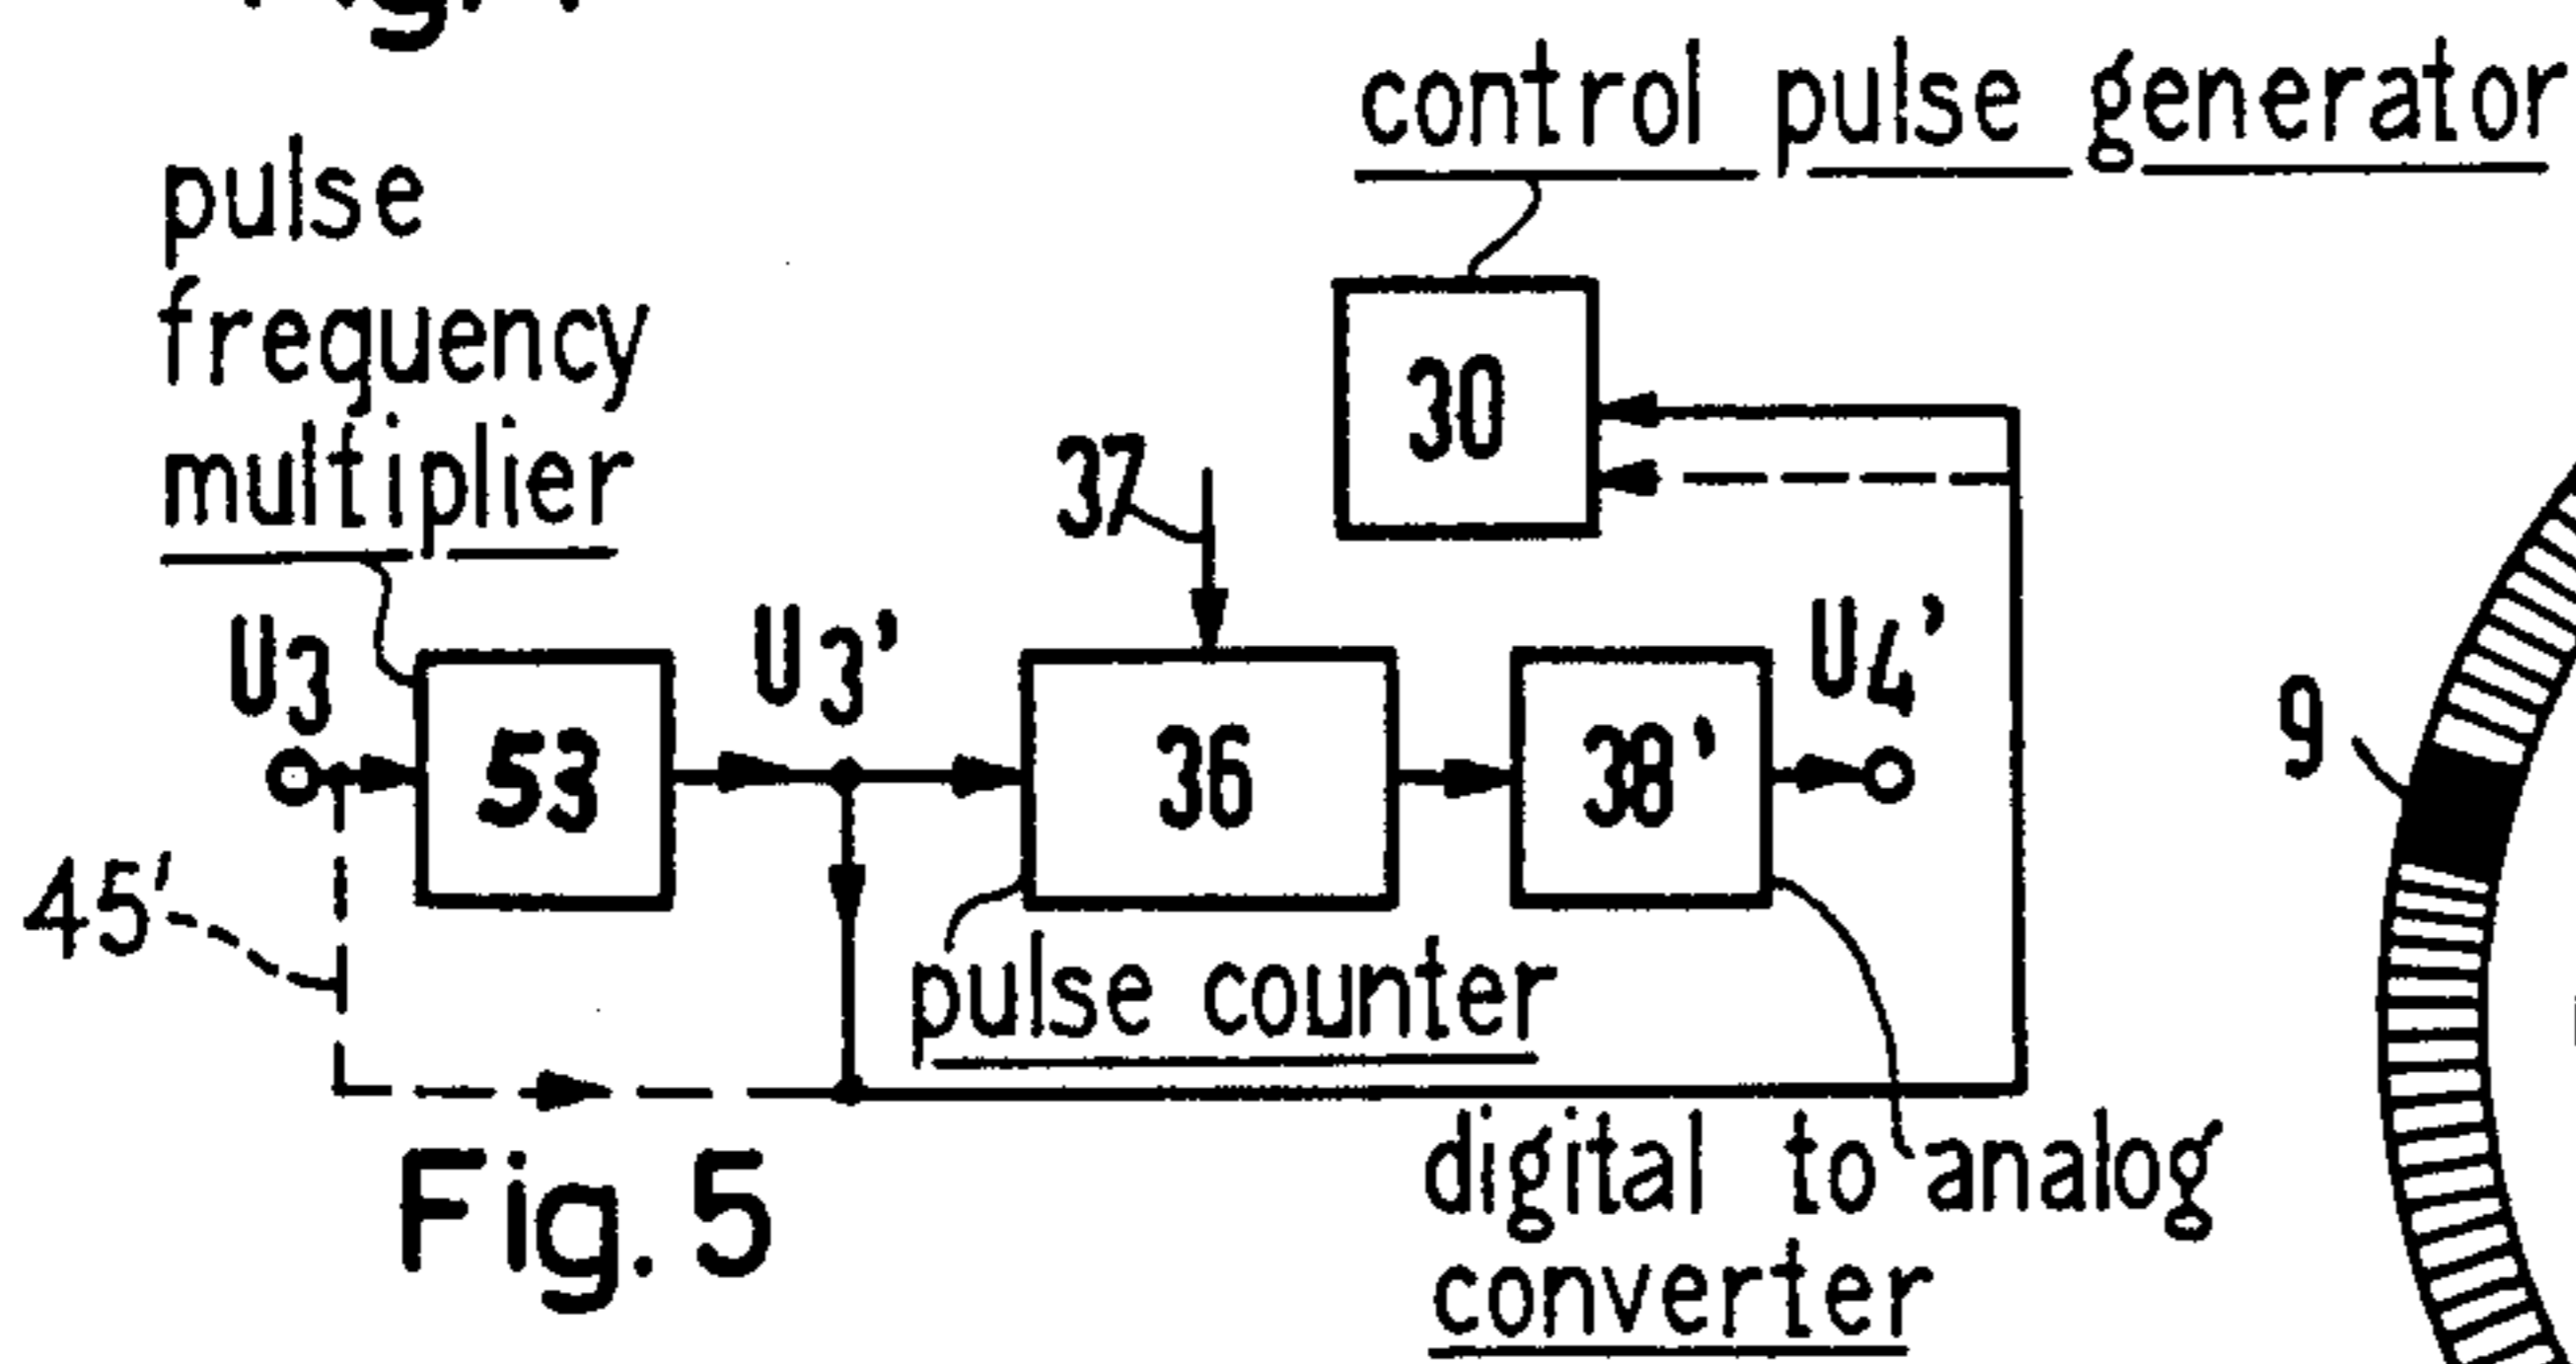 control pulse generator
pulse
frequency
multiplier
30
37
U3
53
U3'
36
38'
U4'
9
45'
pulse counter
Fig. 5
digital to analog
converter